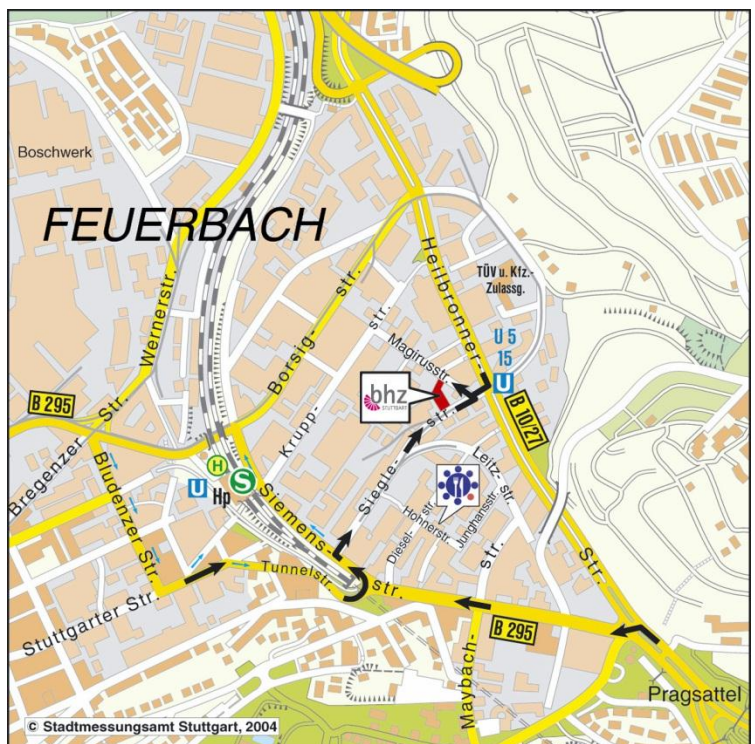 Boschwerk
FEUERBACH
Wernerstr.
Borsig-
str.
Heilbronner
Str.
TÜV u. Kfz.-
Zulassg.
U 5
15
U
Magirusstr.
bhz
STUTTGART
B 10/27
B 295
Bregenzer Str.
Krupp-
str.
Siegle-
str.
Leitz-
str.
H
S
U
Hp
Bludenzer Str.
Siemens-
str.
Diesel-
str.
Hohnerstr.
Junghansstr.
Tunnelstr.
Stuttgarter Str.
B 295
Maybach-
str.
Pragsattel
© Stadtmessungsamt Stuttgart, 2004